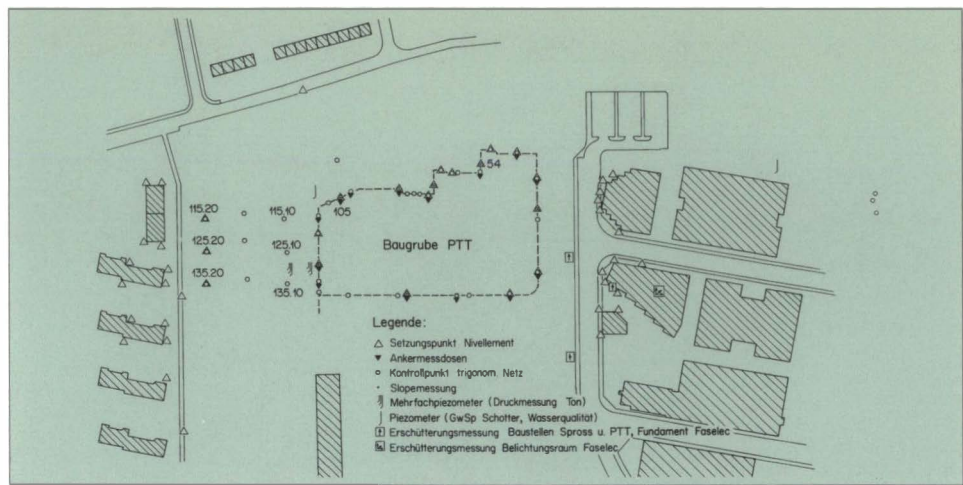 54
115.20
115.10
105
125.20
125.10
Baugrube PTT
135.20
135.10
Legende:
Setzungspunkt Nivellement
Ankermessdosen
Kontrollpunkt trigonom. Netz
Slopemessung
Mehrfachpiezometer (Druckmessung Ton)
Piezometer (GwSp Schotter, Wasserqualität)
Erschütterungsmessung Baustellen Spross u. PTT, Fundament Faselec
Erschütterungsmessung Belichtungsraum Faselec